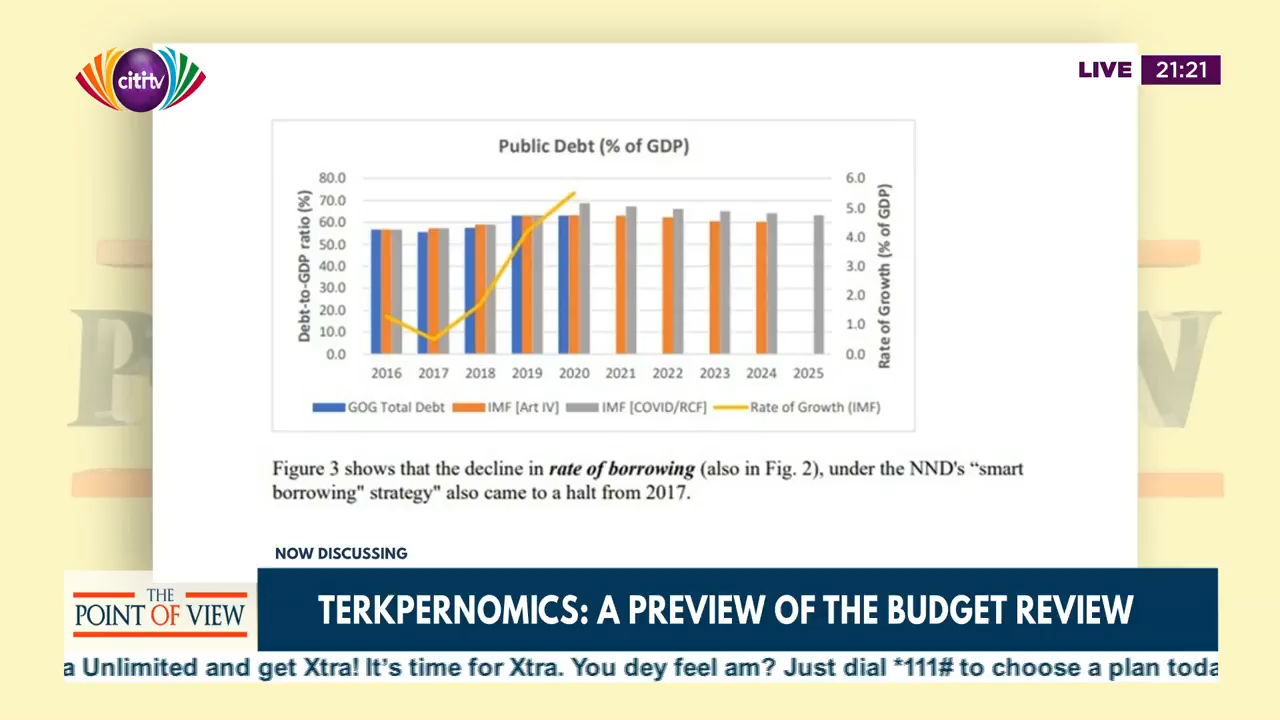 cititv
LIVE 21:21
Public Debt (% of GDP)
Debt-to-GDP ratio (%)
80.0
70.0
60.0
50.0
40.0
30.0
20.0
10.0
0.0
6.0
5.0
4.0
3.0
2.0
1.0
0.0
Rate of Growth (% of GDP)
2016 2017 2018 2019 2020 2021 2022 2023 2024 2025
GOG Total Debt IMF [Art IV] IMF [COVID/RCF] Rate of Growth (IMF)
Figure 3 shows that the decline in rate of borrowing (also in Fig. 2), under the NND's “smart
borrowing" strategy" also came to a halt from 2017.
NOW DISCUSSING
THE
POINT OF VIEW
TERKPERNOMICS: A PREVIEW OF THE BUDGET REVIEW
a Unlimited and get Xtra! It’s time for Xtra. You dey feel am? Just dial *111# to choose a plan toda